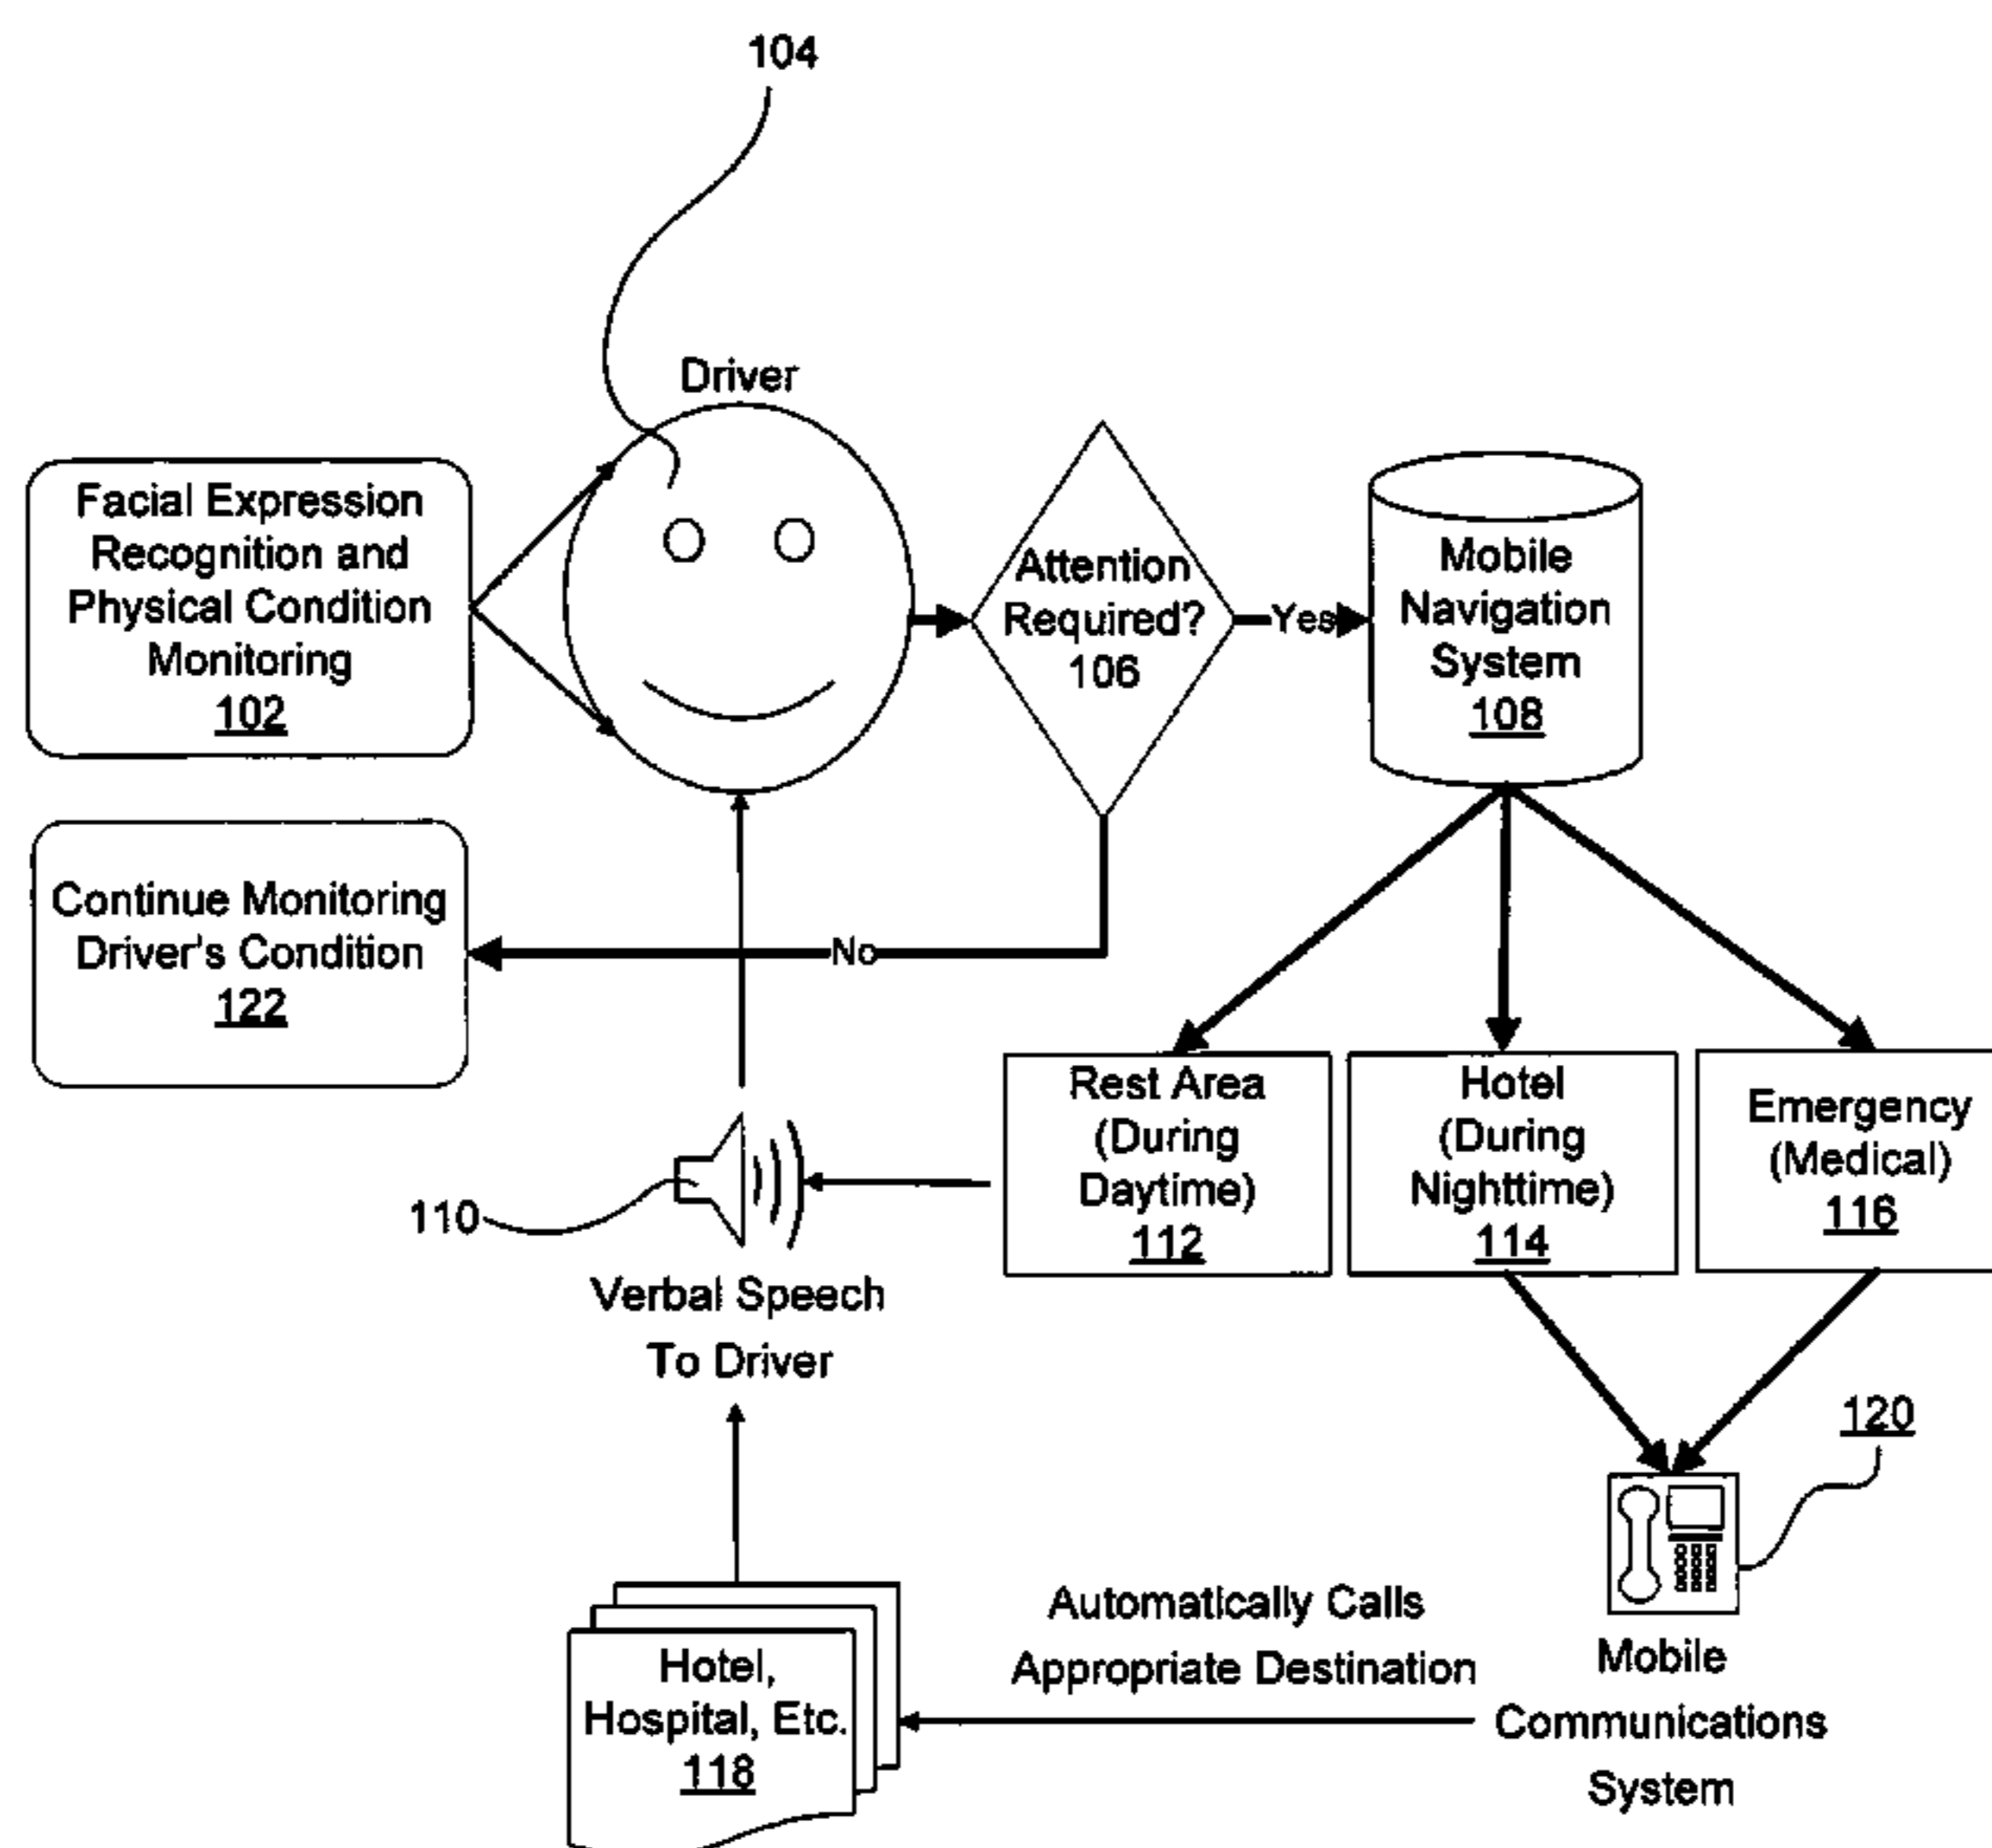 104
Driver
Facial Expression
Recognition and
Physical Condition
Monitoring
102
Attention
Required?
106
Yes
Mobile
Navigation
System
108
Continue Monitoring
Driver's Condition
122
No
Rest Area
(During
Daytime)
112
Hotel
(During
Nighttime)
114
Emergency
(Medical)
116
110
Verbal Speech
To Driver
120
Automatically Calls
Appropriate Destination
Mobile
Communications
System
Hotel,
Hospital, Etc.
118